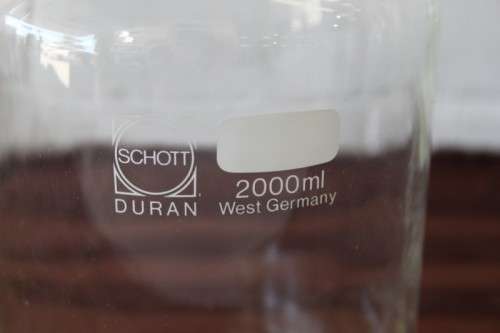 SCHOTT
DURAN
2000ml
West Germany